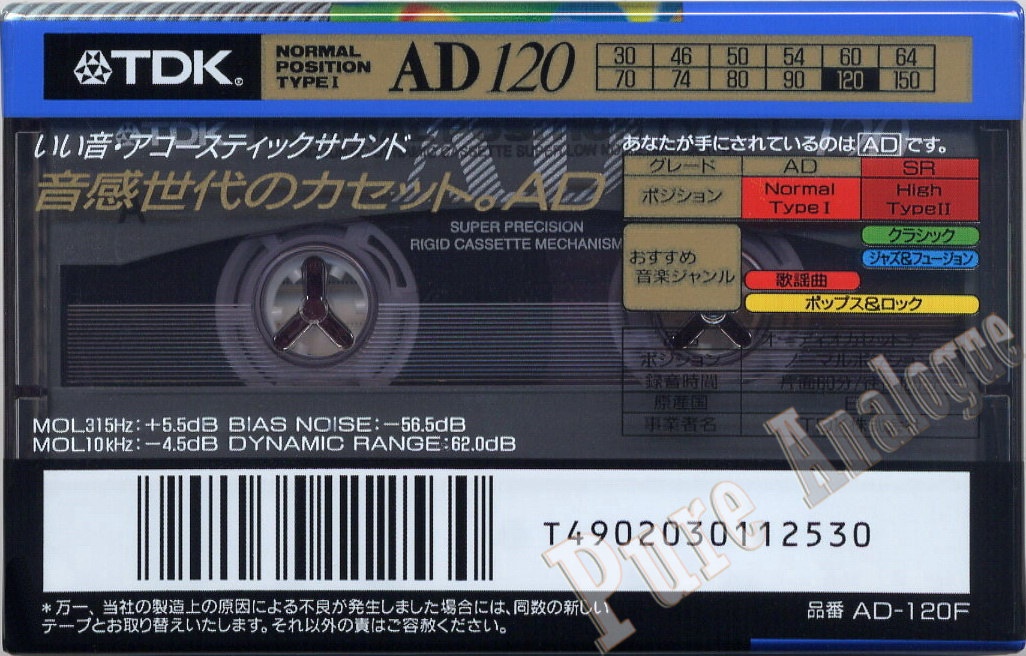 TDK
NORMAL
POSITION
TYPE I
AD 120
30 46 50 54 60 64
70 74 80 90 120 150
いい音・アコースティックサウンド
音感世代のカセット。AD
SUPER PRECISION
RIGID CASSETTE MECHANISM
あなたが手にされているのは AD です。
グレード AD SR
ポジション Normal Type I High Type II
おすすめ
音楽ジャンル
クラシック
ジャズ&フュージョン
歌謡曲
ポップス&ロック
ポジション
録音時間
原産国
事業者名
MOL315Hz:+5.5dB BIAS NOISE:−56.5dB
MOL10kHz:−4.5dB DYNAMIC RANGE:62.0dB
T4902030112530
*万一、当社の製造上の原因による不良が発生しました場合には、同数の新しい
テープとお取り替えいたします。それ以外の責はご容赦ください。
品番 AD-120F
Pure Analogue